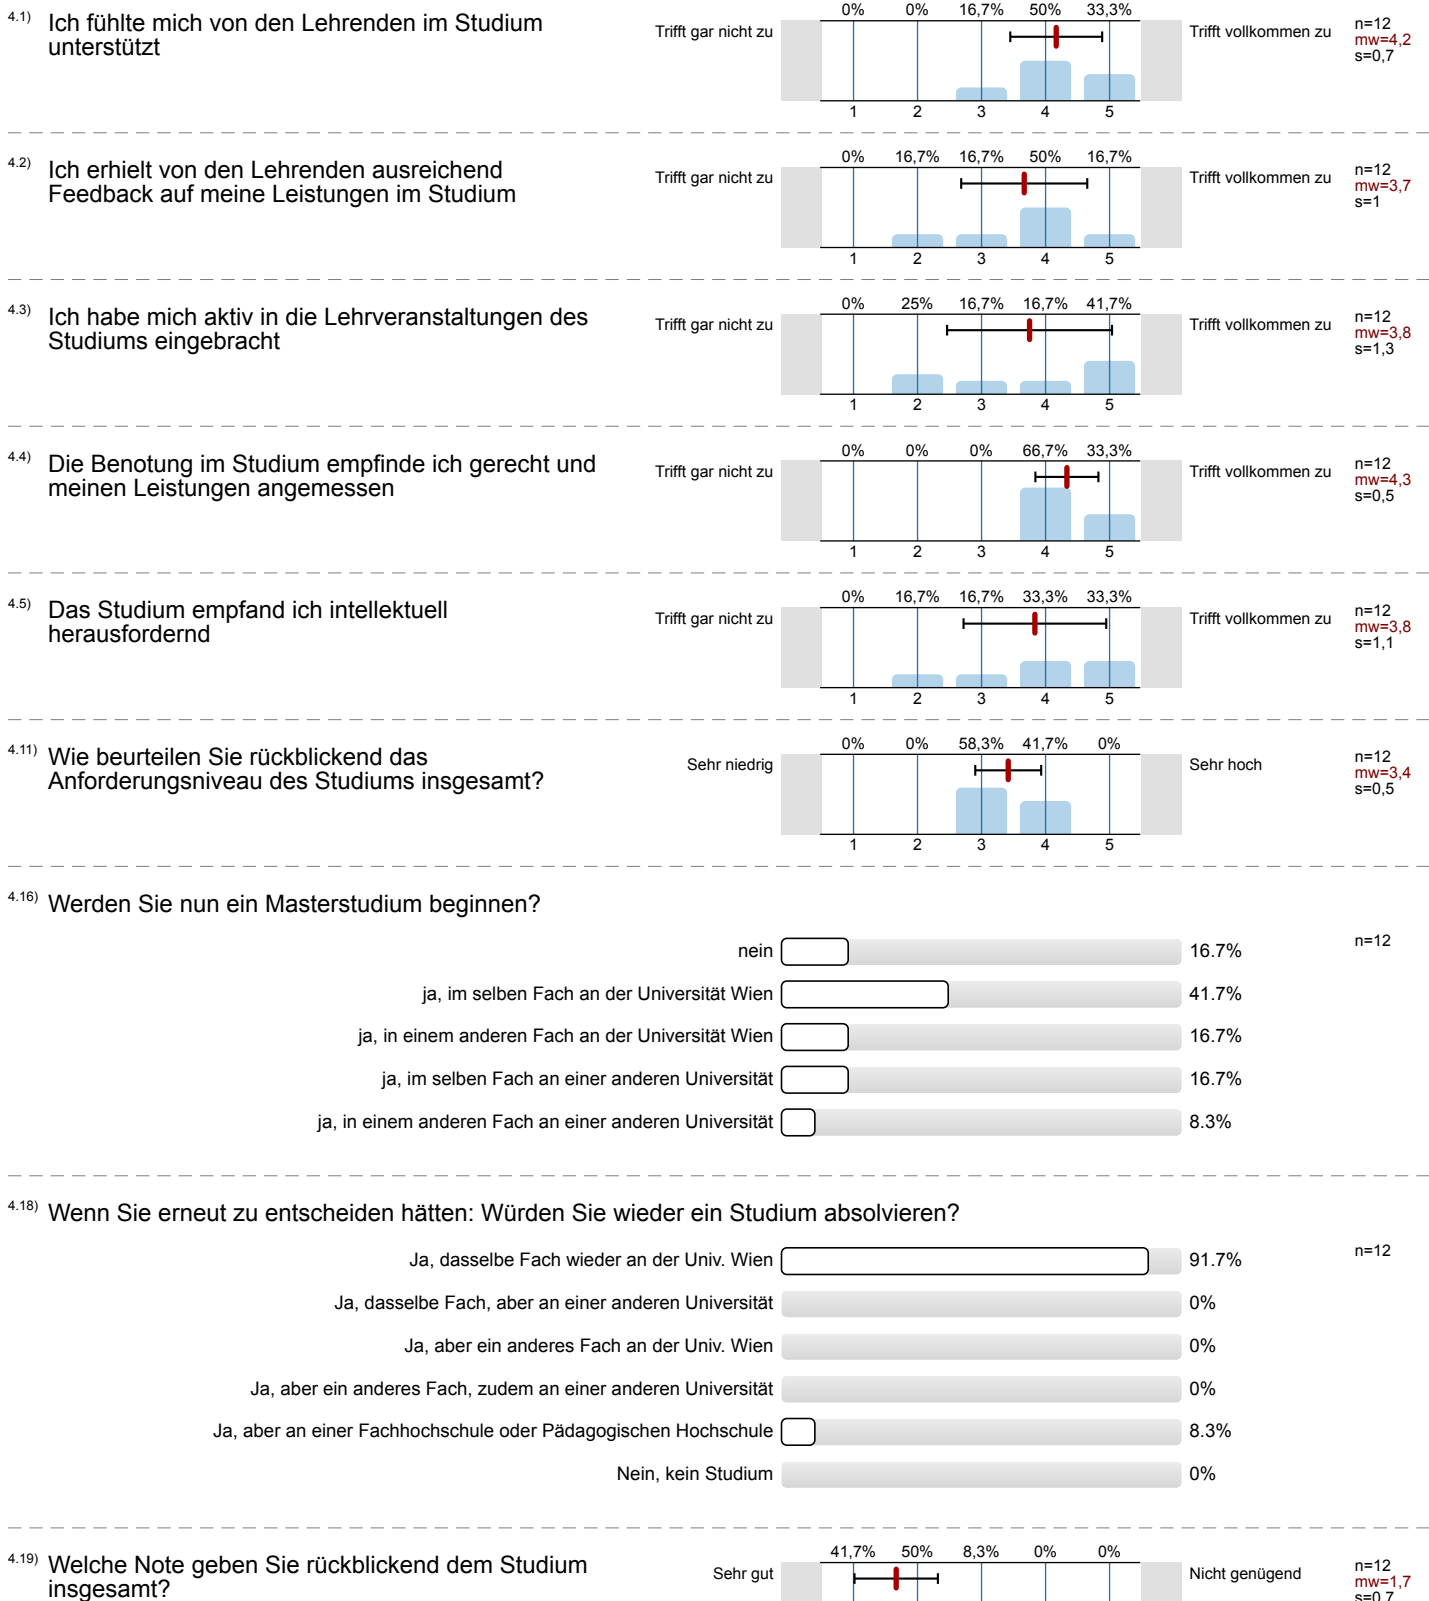 4.1) Ich fühlte mich von den Lehrenden im Studium
unterstützt
Trifft gar nicht zu
0% 0% 16,7% 50% 33,3%
1 2 3 4 5
Trifft vollkommen zu
n=12
mw=4,2
s=0,7
4.2) Ich erhielt von den Lehrenden ausreichend
Feedback auf meine Leistungen im Studium
Trifft gar nicht zu
0% 16,7% 16,7% 50% 16,7%
1 2 3 4 5
Trifft vollkommen zu
n=12
mw=3,7
s=1
4.3) Ich habe mich aktiv in die Lehrveranstaltungen des
Studiums eingebracht
Trifft gar nicht zu
0% 25% 16,7% 16,7% 41,7%
1 2 3 4 5
Trifft vollkommen zu
n=12
mw=3,8
s=1,3
4.4) Die Benotung im Studium empfinde ich gerecht und
meinen Leistungen angemessen
Trifft gar nicht zu
0% 0% 0% 66,7% 33,3%
1 2 3 4 5
Trifft vollkommen zu
n=12
mw=4,3
s=0,5
4.5) Das Studium empfand ich intellektuell
herausfordernd
Trifft gar nicht zu
0% 16,7% 16,7% 33,3% 33,3%
1 2 3 4 5
Trifft vollkommen zu
n=12
mw=3,8
s=1,1
4.11) Wie beurteilen Sie rückblickend das
Anforderungsniveau des Studiums insgesamt?
Sehr niedrig
0% 0% 58,3% 41,7% 0%
1 2 3 4 5
Sehr hoch
n=12
mw=3,4
s=0,5
4.16) Werden Sie nun ein Masterstudium beginnen?
nein 16.7% n=12
ja, im selben Fach an der Universität Wien 41.7%
ja, in einem anderen Fach an der Universität Wien 16.7%
ja, im selben Fach an einer anderen Universität 16.7%
ja, in einem anderen Fach an einer anderen Universität 8.3%
4.18) Wenn Sie erneut zu entscheiden hätten: Würden Sie wieder ein Studium absolvieren?
Ja, dasselbe Fach wieder an der Univ. Wien 91.7% n=12
Ja, dasselbe Fach, aber an einer anderen Universität 0%
Ja, aber ein anderes Fach an der Univ. Wien 0%
Ja, aber ein anderes Fach, zudem an einer anderen Universität 0%
Ja, aber an einer Fachhochschule oder Pädagogischen Hochschule 8.3%
Nein, kein Studium 0%
4.19) Welche Note geben Sie rückblickend dem Studium
insgesamt?
Sehr gut
41,7% 50% 8,3% 0% 0%
Nicht genügend
n=12
mw=1,7
s=0,7